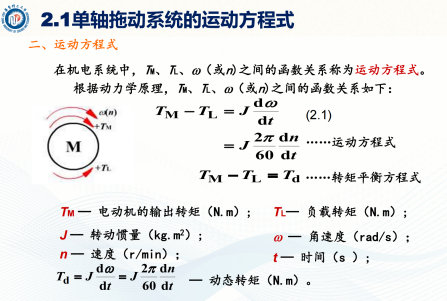 2.1单轴拖动系统的运动方程式
二、运动方程式
在机电系统中，TM、TL、ω（或n)之间的函数关系称为运动方程式。
根据动力学原理，TM、TL、ω（或n)之间的函数关系如下：
TM − TL = J dω/dt (2.1)
= J 2π/60 dn/dt ……运动方程式
TM − TL = Td ……转矩平衡方程式
ω(n)
+TM
M
+TL
TM — 电动机的输出转矩（N.m）； TL— 负载转矩（N.m）；
J— 转动惯量（kg.m²）； ω — 角速度（rad/s）；
n — 速度（r/min）； t — 时间（s ）；
Td = J dω/dt = J 2π/60 dn/dt — 动态转矩（N.m）。